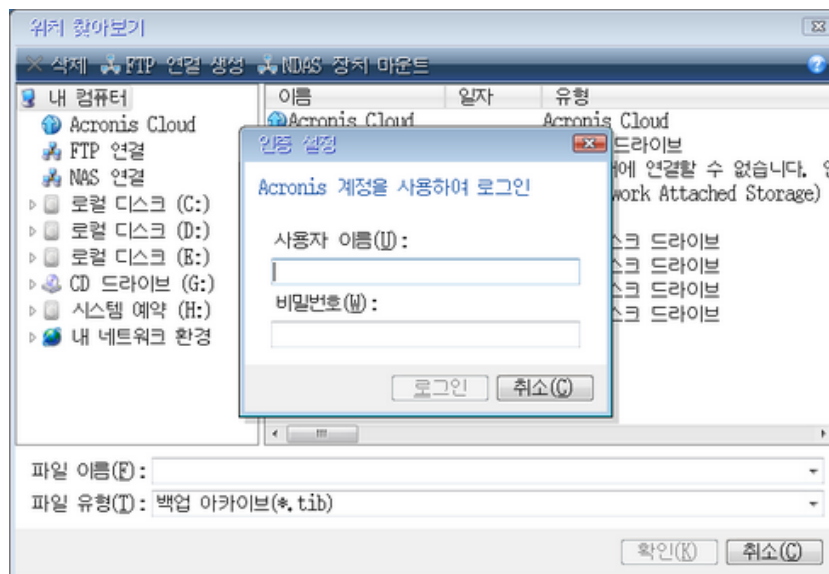 위치 찾아보기
삭제 FTP 연결 생성 NDAS 장치 마운트
내 컴퓨터
Acronis Cloud
FTP 연결
NAS 연결
로컬 디스크 (C:)
로컬 디스크 (D:)
로컬 디스크 (E:)
CD 드라이브 (G:)
시스템 예약 (H:)
내 네트워크 환경
이름 일자 유형
Acronis Cloud Acronis Cloud
드라이브
에 연결할 수 없습니다.
work Attached Storage)
스크 드라이브
스크 드라이브
스크 드라이브
스크 드라이브
인증 설정
Acronis 계정을 사용하여 로그인
사용자 이름(U):
비밀번호(W):
로그인 취소(C)
파일 이름(F):
파일 유형(T): 백업 아카이브(*.tib)
확인(K) 취소(C)